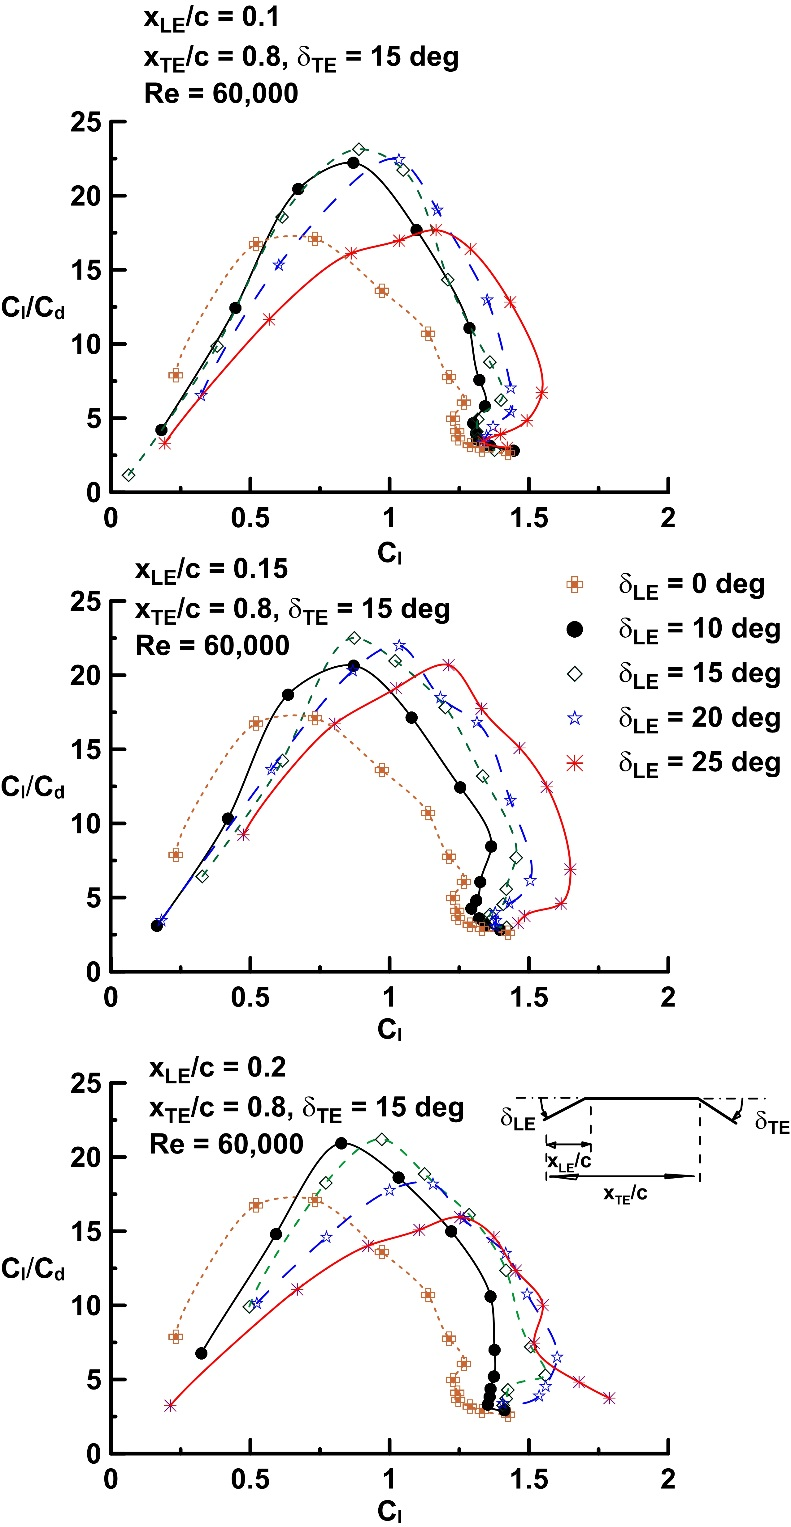 x_LE/c = 0.1
x_TE/c = 0.8, δ_TE = 15 deg
Re = 60,000
25
20
15
C_l/C_d
10
5
0
0 0.5 1 1.5 2
C_l
x_LE/c = 0.15
x_TE/c = 0.8, δ_TE = 15 deg
Re = 60,000
δ_LE = 0 deg
δ_LE = 10 deg
δ_LE = 15 deg
δ_LE = 20 deg
δ_LE = 25 deg
25
20
15
C_l/C_d
10
5
0
0 0.5 1 1.5 2
C_l
x_LE/c = 0.2
x_TE/c = 0.8, δ_TE = 15 deg
Re = 60,000
δ_LE
δ_TE
x_LE/c
x_TE/c
25
20
15
C_l/C_d
10
5
0
0 0.5 1 1.5 2
C_l